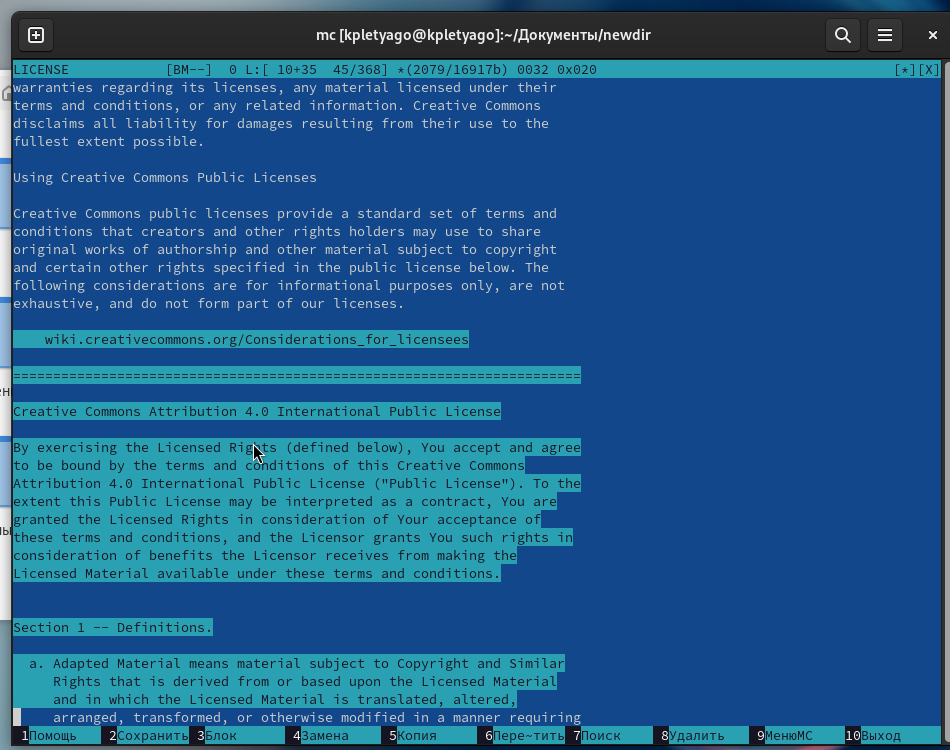 mc [kpletyago@kpletyago]:~/Документы/newdir
LICENSE [BM--] 0 L:[ 10+35 45/368] *(2079/16917b) 0032 0x020 [*][X]
warranties regarding its licenses, any material licensed under their
terms and conditions, or any related information. Creative Commons
disclaims all liability for damages resulting from their use to the
fullest extent possible.
Using Creative Commons Public Licenses
Creative Commons public licenses provide a standard set of terms and
conditions that creators and other rights holders may use to share
original works of authorship and other material subject to copyright
and certain other rights specified in the public license below. The
following considerations are for informational purposes only, are not
exhaustive, and do not form part of our licenses.
wiki.creativecommons.org/Considerations_for_licensees
=======================================================================
Creative Commons Attribution 4.0 International Public License
By exercising the Licensed Rights (defined below), You accept and agree
to be bound by the terms and conditions of this Creative Commons
Attribution 4.0 International Public License ("Public License"). To the
extent this Public License may be interpreted as a contract, You are
granted the Licensed Rights in consideration of Your acceptance of
these terms and conditions, and the Licensor grants You such rights in
consideration of benefits the Licensor receives from making the
Licensed Material available under these terms and conditions.
Section 1 -- Definitions.
a. Adapted Material means material subject to Copyright and Similar
Rights that is derived from or based upon the Licensed Material
and in which the Licensed Material is translated, altered,
arranged, transformed, or otherwise modified in a manner requiring
1Помощь 2Сохранить 3Блок 4Замена 5Копия 6Пере~тить 7Поиск 8Удалить 9МенюMC 10Выход